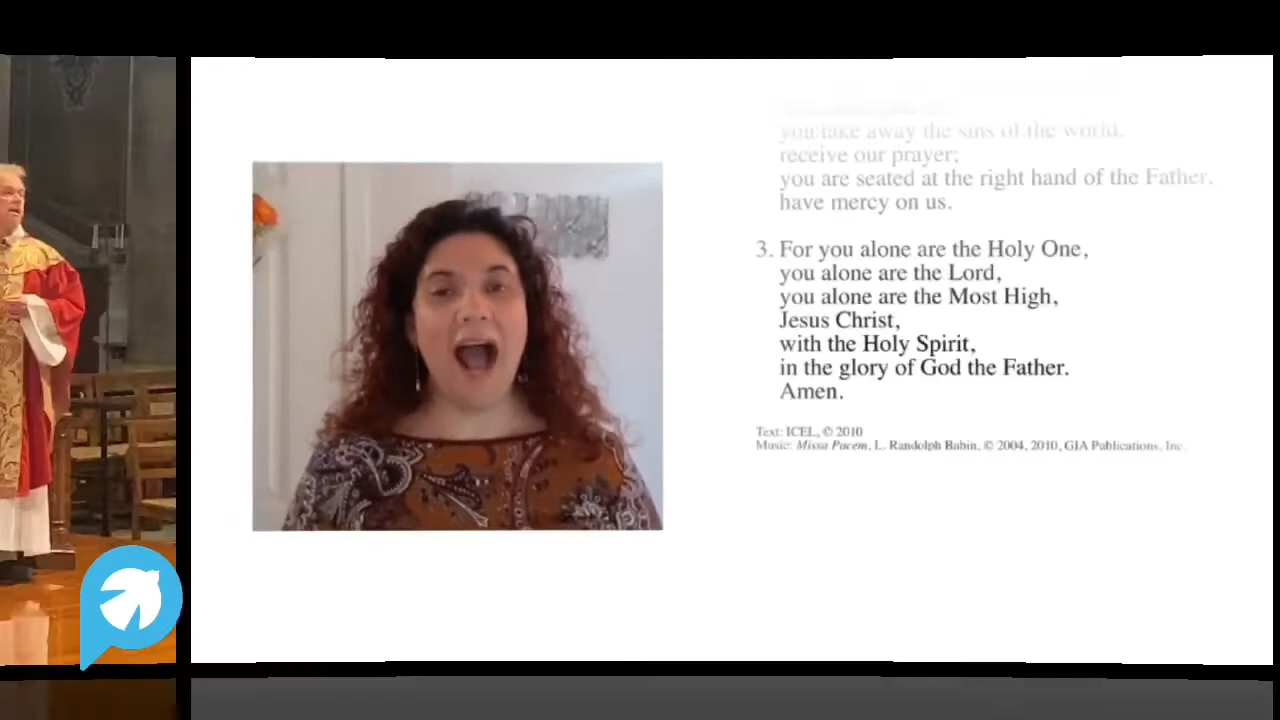 you take away the sins of the world,
receive our prayer;
you are seated at the right hand of the Father,
have mercy on us.
3. For you alone are the Holy One,
you alone are the Lord,
you alone are the Most High,
Jesus Christ,
with the Holy Spirit,
in the glory of God the Father.
Amen.
Text: ICEL, © 2010
Music: Missa Pacem, L. Randolph Babin, © 2004, 2010, GIA Publications, Inc.